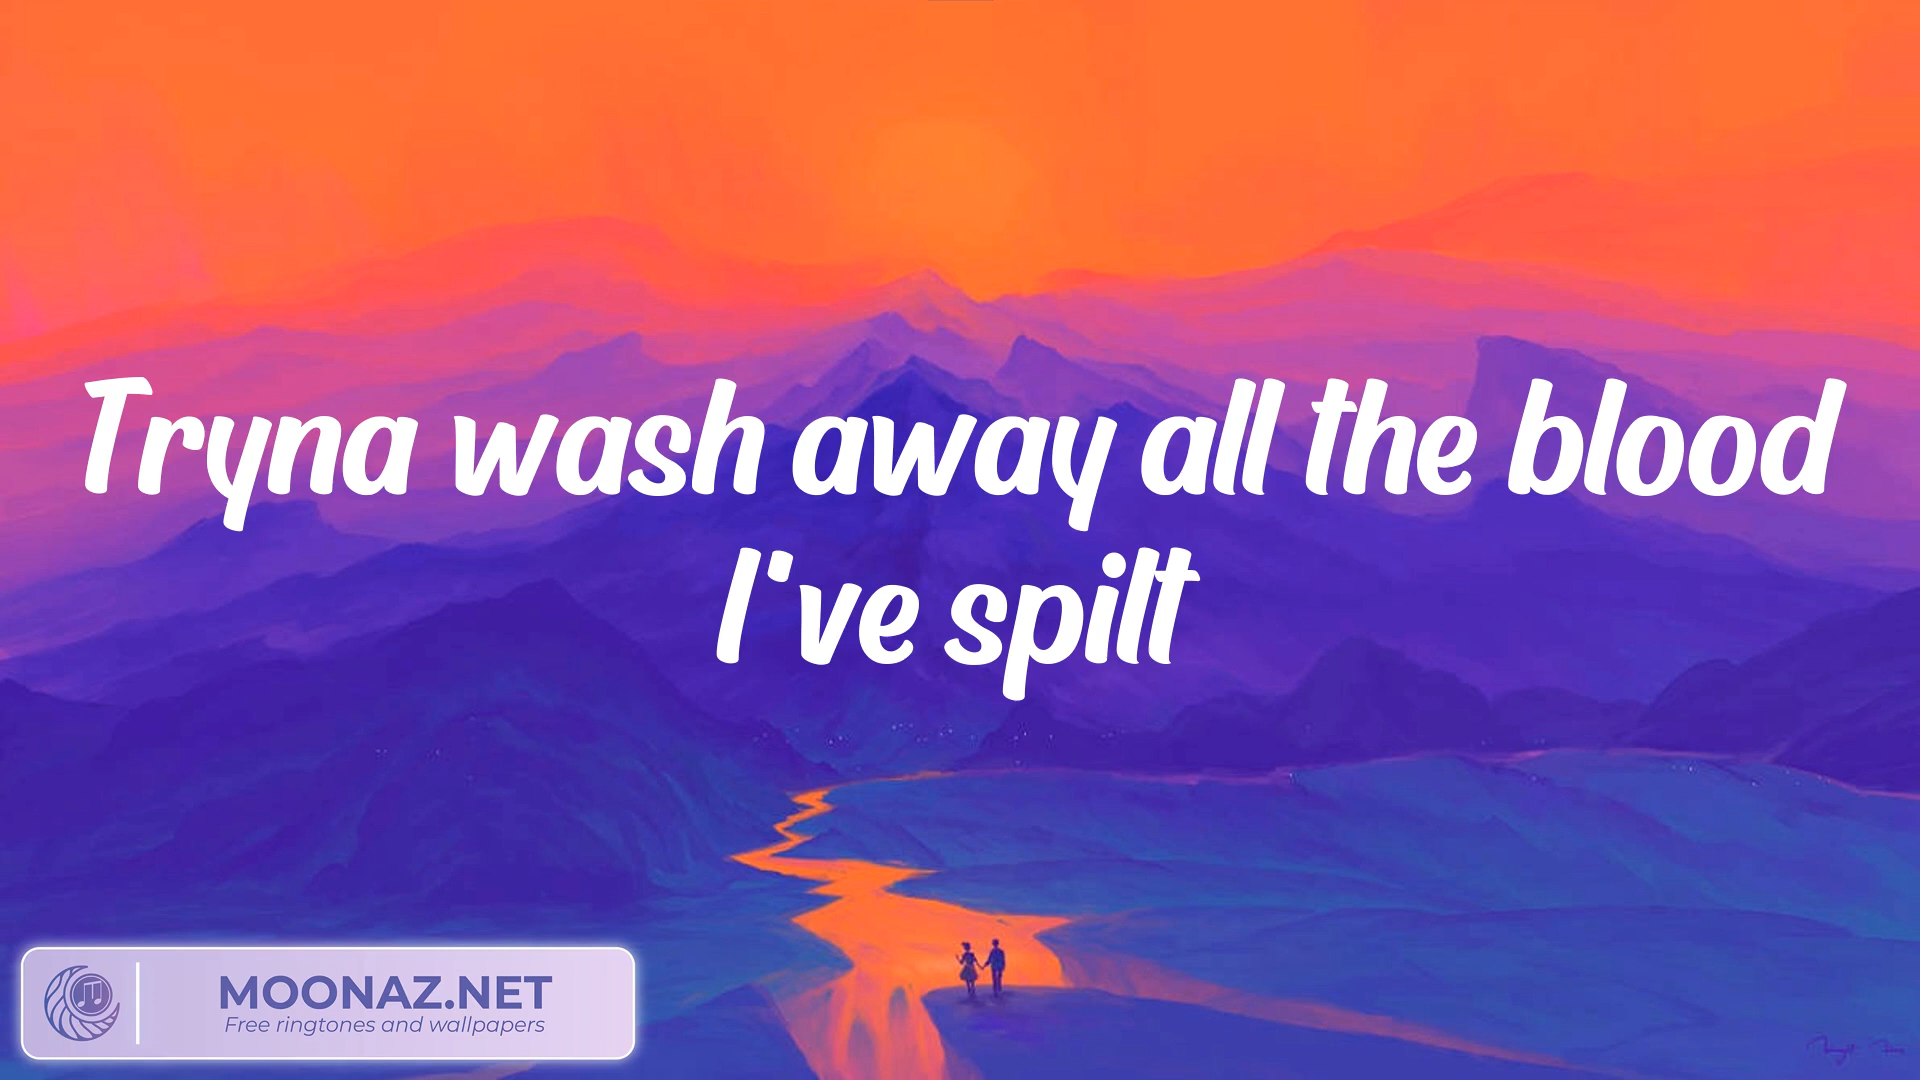 Tryna wash away all the blood
I've spilt
MOONAZ.NET
Free ringtones and wallpapers